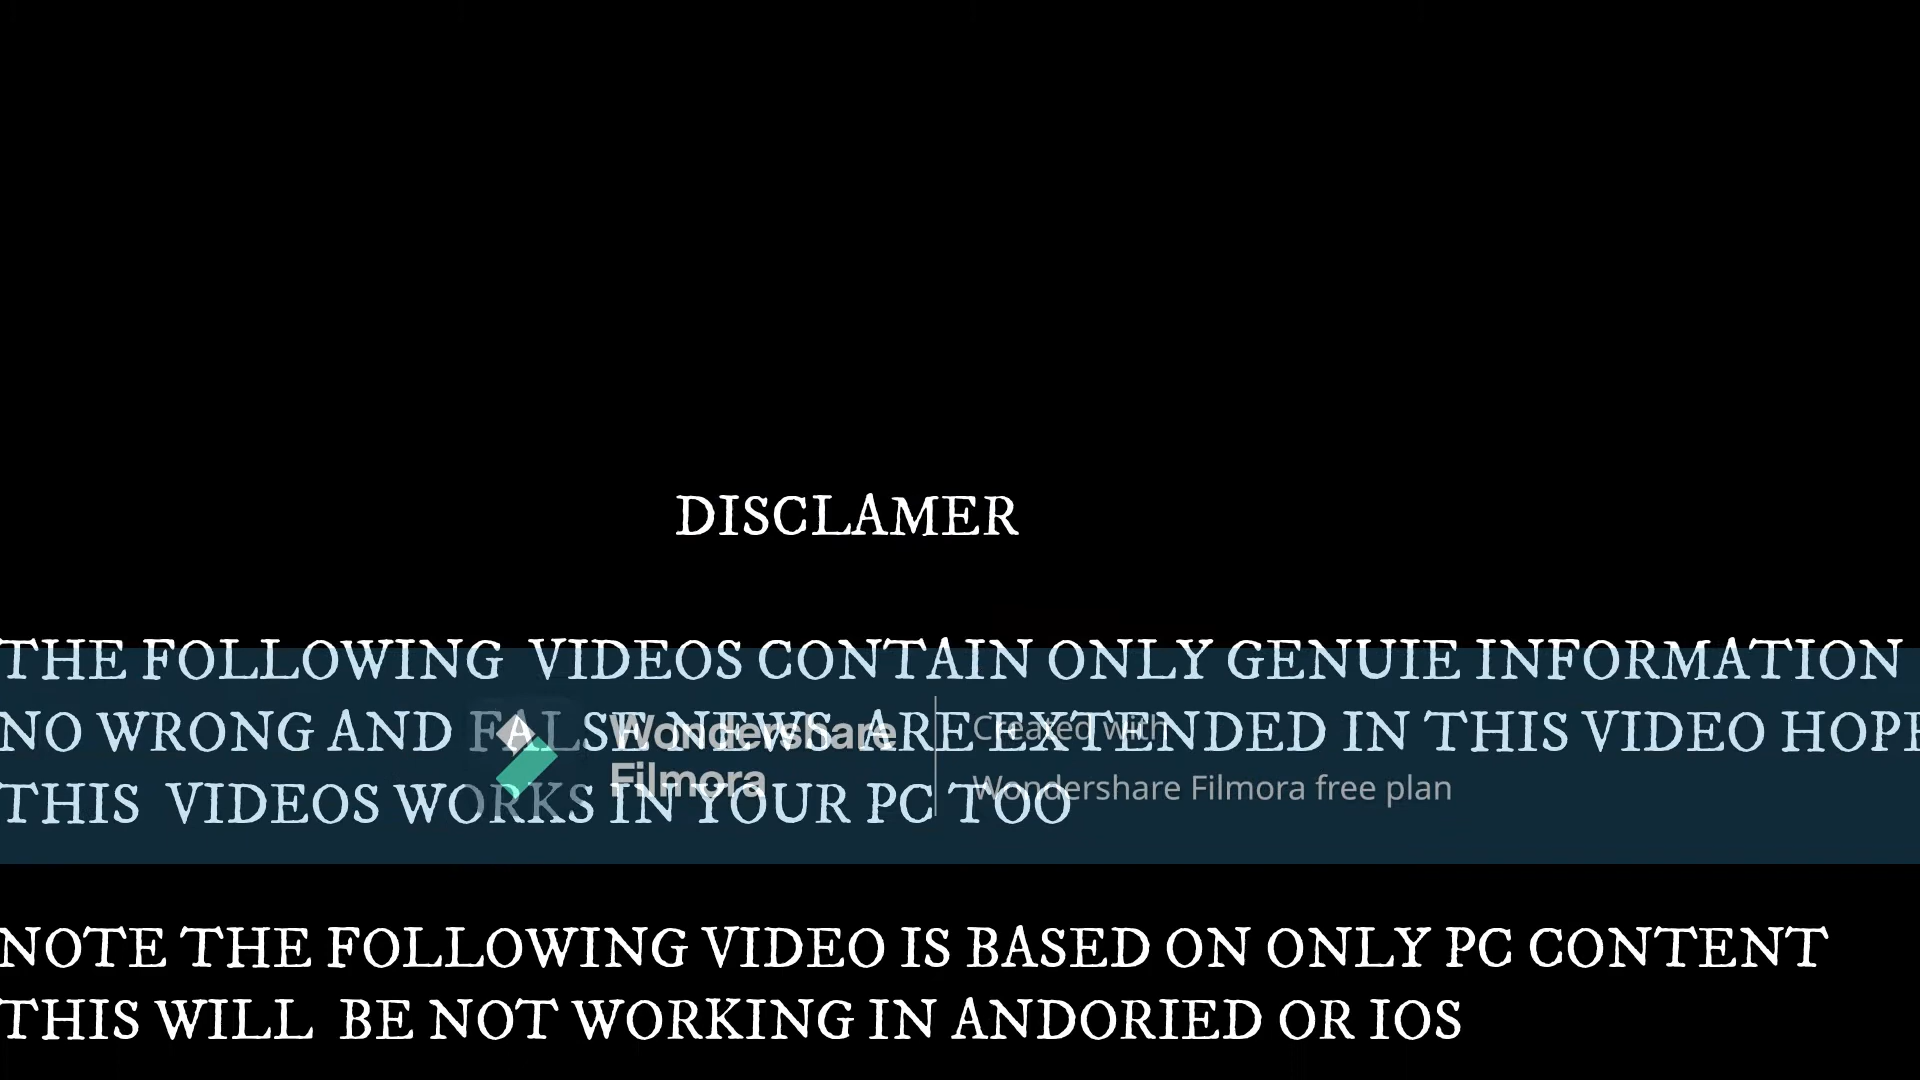 DISCLAMER
THE FOLLOWING VIDEOS CONTAIN ONLY GENUIE INFORMATION
NO WRONG AND FALSE NEWS ARE EXTENDED IN THIS VIDEO HOPE
THIS VIDEOS WORKS IN YOUR PC TOO
Wondershare
Filmora
Created with
Wondershare Filmora free plan
NOTE THE FOLLOWING VIDEO IS BASED ON ONLY PC CONTENT
THIS WILL BE NOT WORKING IN ANDORIED OR IOS